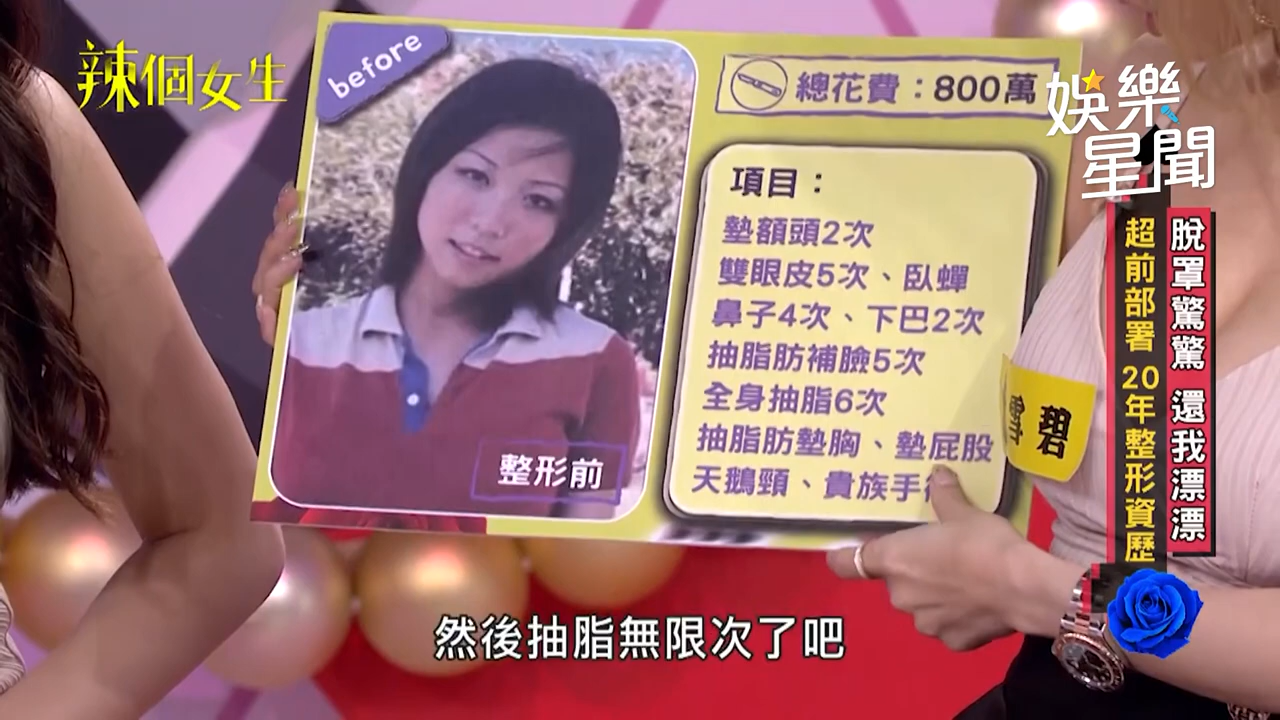 辣個女生
before
總花費：800萬
娛樂
星聞
項目：
墊額頭2次
雙眼皮5次、臥蟬
鼻子4次、下巴2次
抽脂肪補臉5次
全身抽脂6次
抽脂肪墊胸、墊屁股
天鵝頸、貴族手術
整形前
脫罩驚驚 還我漂漂
超前部署 20年整形資歷
雪碧
然後抽脂無限次了吧